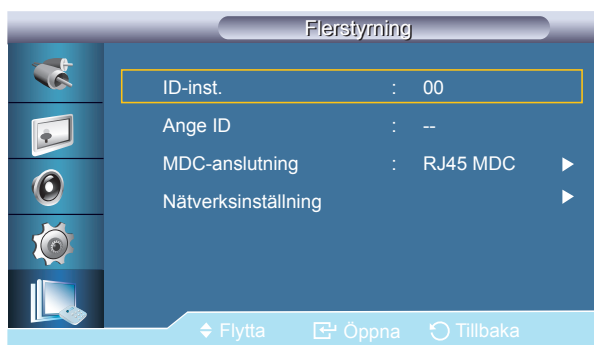 Flerstyrning
ID-inst. : 00
Ange ID : --
MDC-anslutning : RJ45 MDC
Nätverksinställning
Flytta Öppna Tillbaka